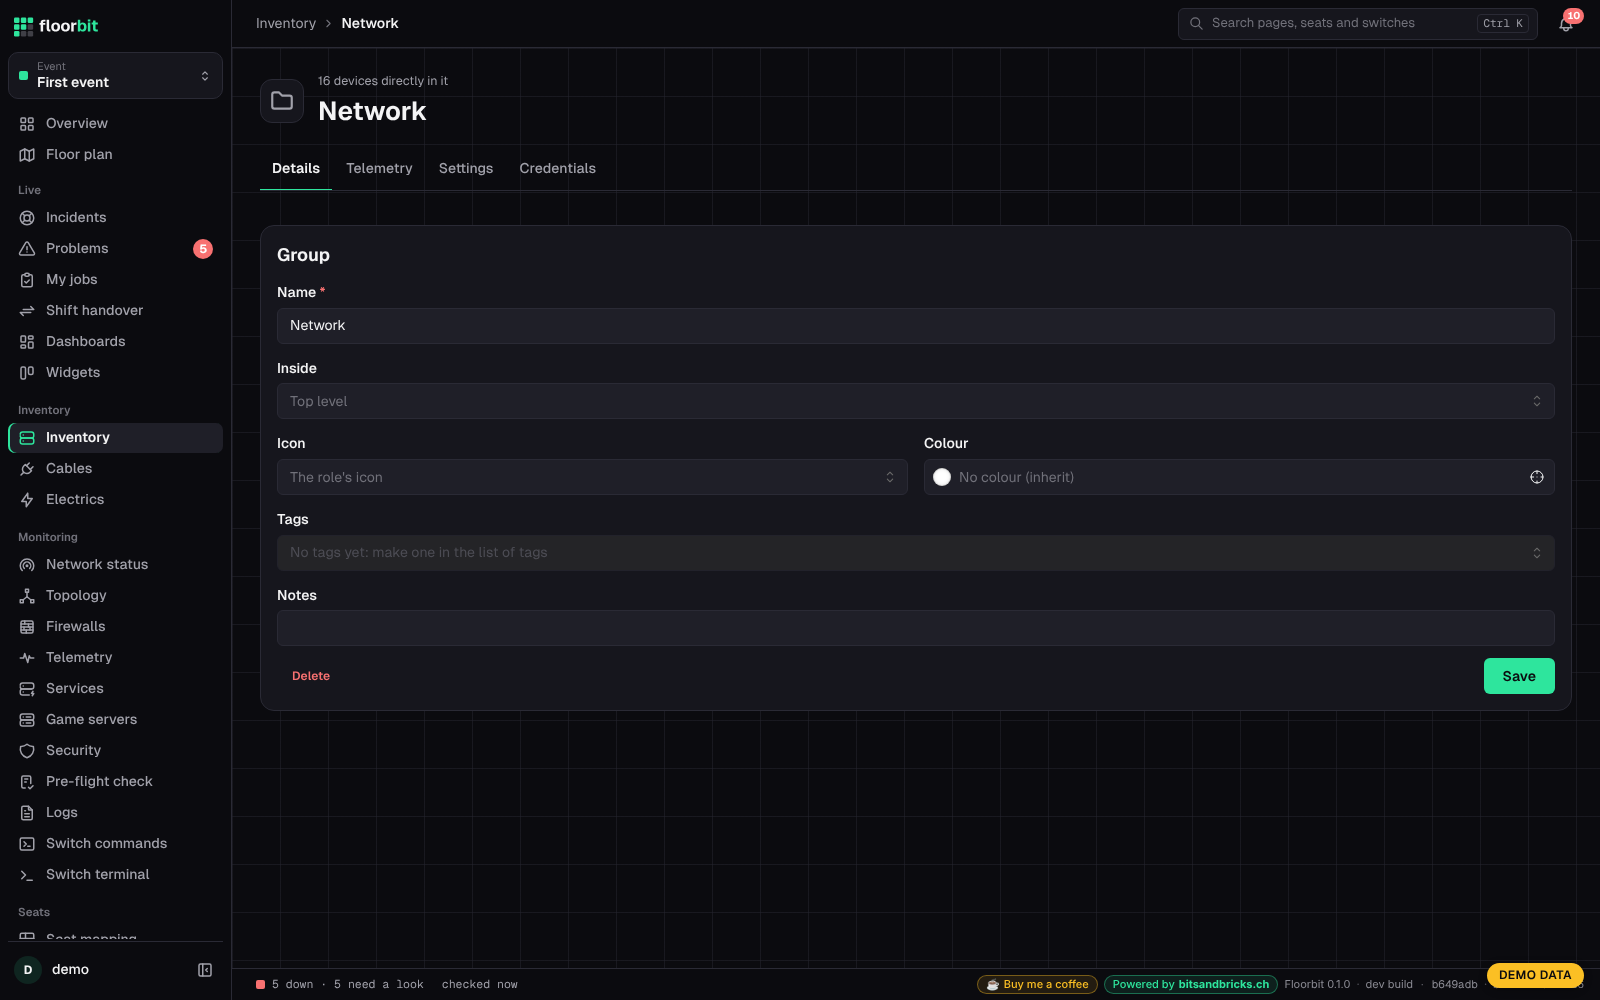 floorbit
Event
First event
Overview
Floor plan
Live
Incidents
Problems 5
My jobs
Shift handover
Dashboards
Widgets
Inventory
Inventory
Cables
Electrics
Monitoring
Network status
Topology
Firewalls
Telemetry
Services
Game servers
Security
Pre-flight check
Logs
Switch commands
Switch terminal
Seats
Seat mapping
D demo
Inventory > Network
Search pages, seats and switches Ctrl K
10
16 devices directly in it
Network
Details Telemetry Settings Credentials
Group
Name *
Network
Inside
Top level
Icon Colour
The role's icon No colour (inherit)
Tags
No tags yet: make one in the list of tags
Notes
Delete Save
5 down · 5 need a look checked now
Buy me a coffee Powered by bitsandbricks.ch Floorbit 0.1.0 · dev build · b649adb ·
DEMO DATA